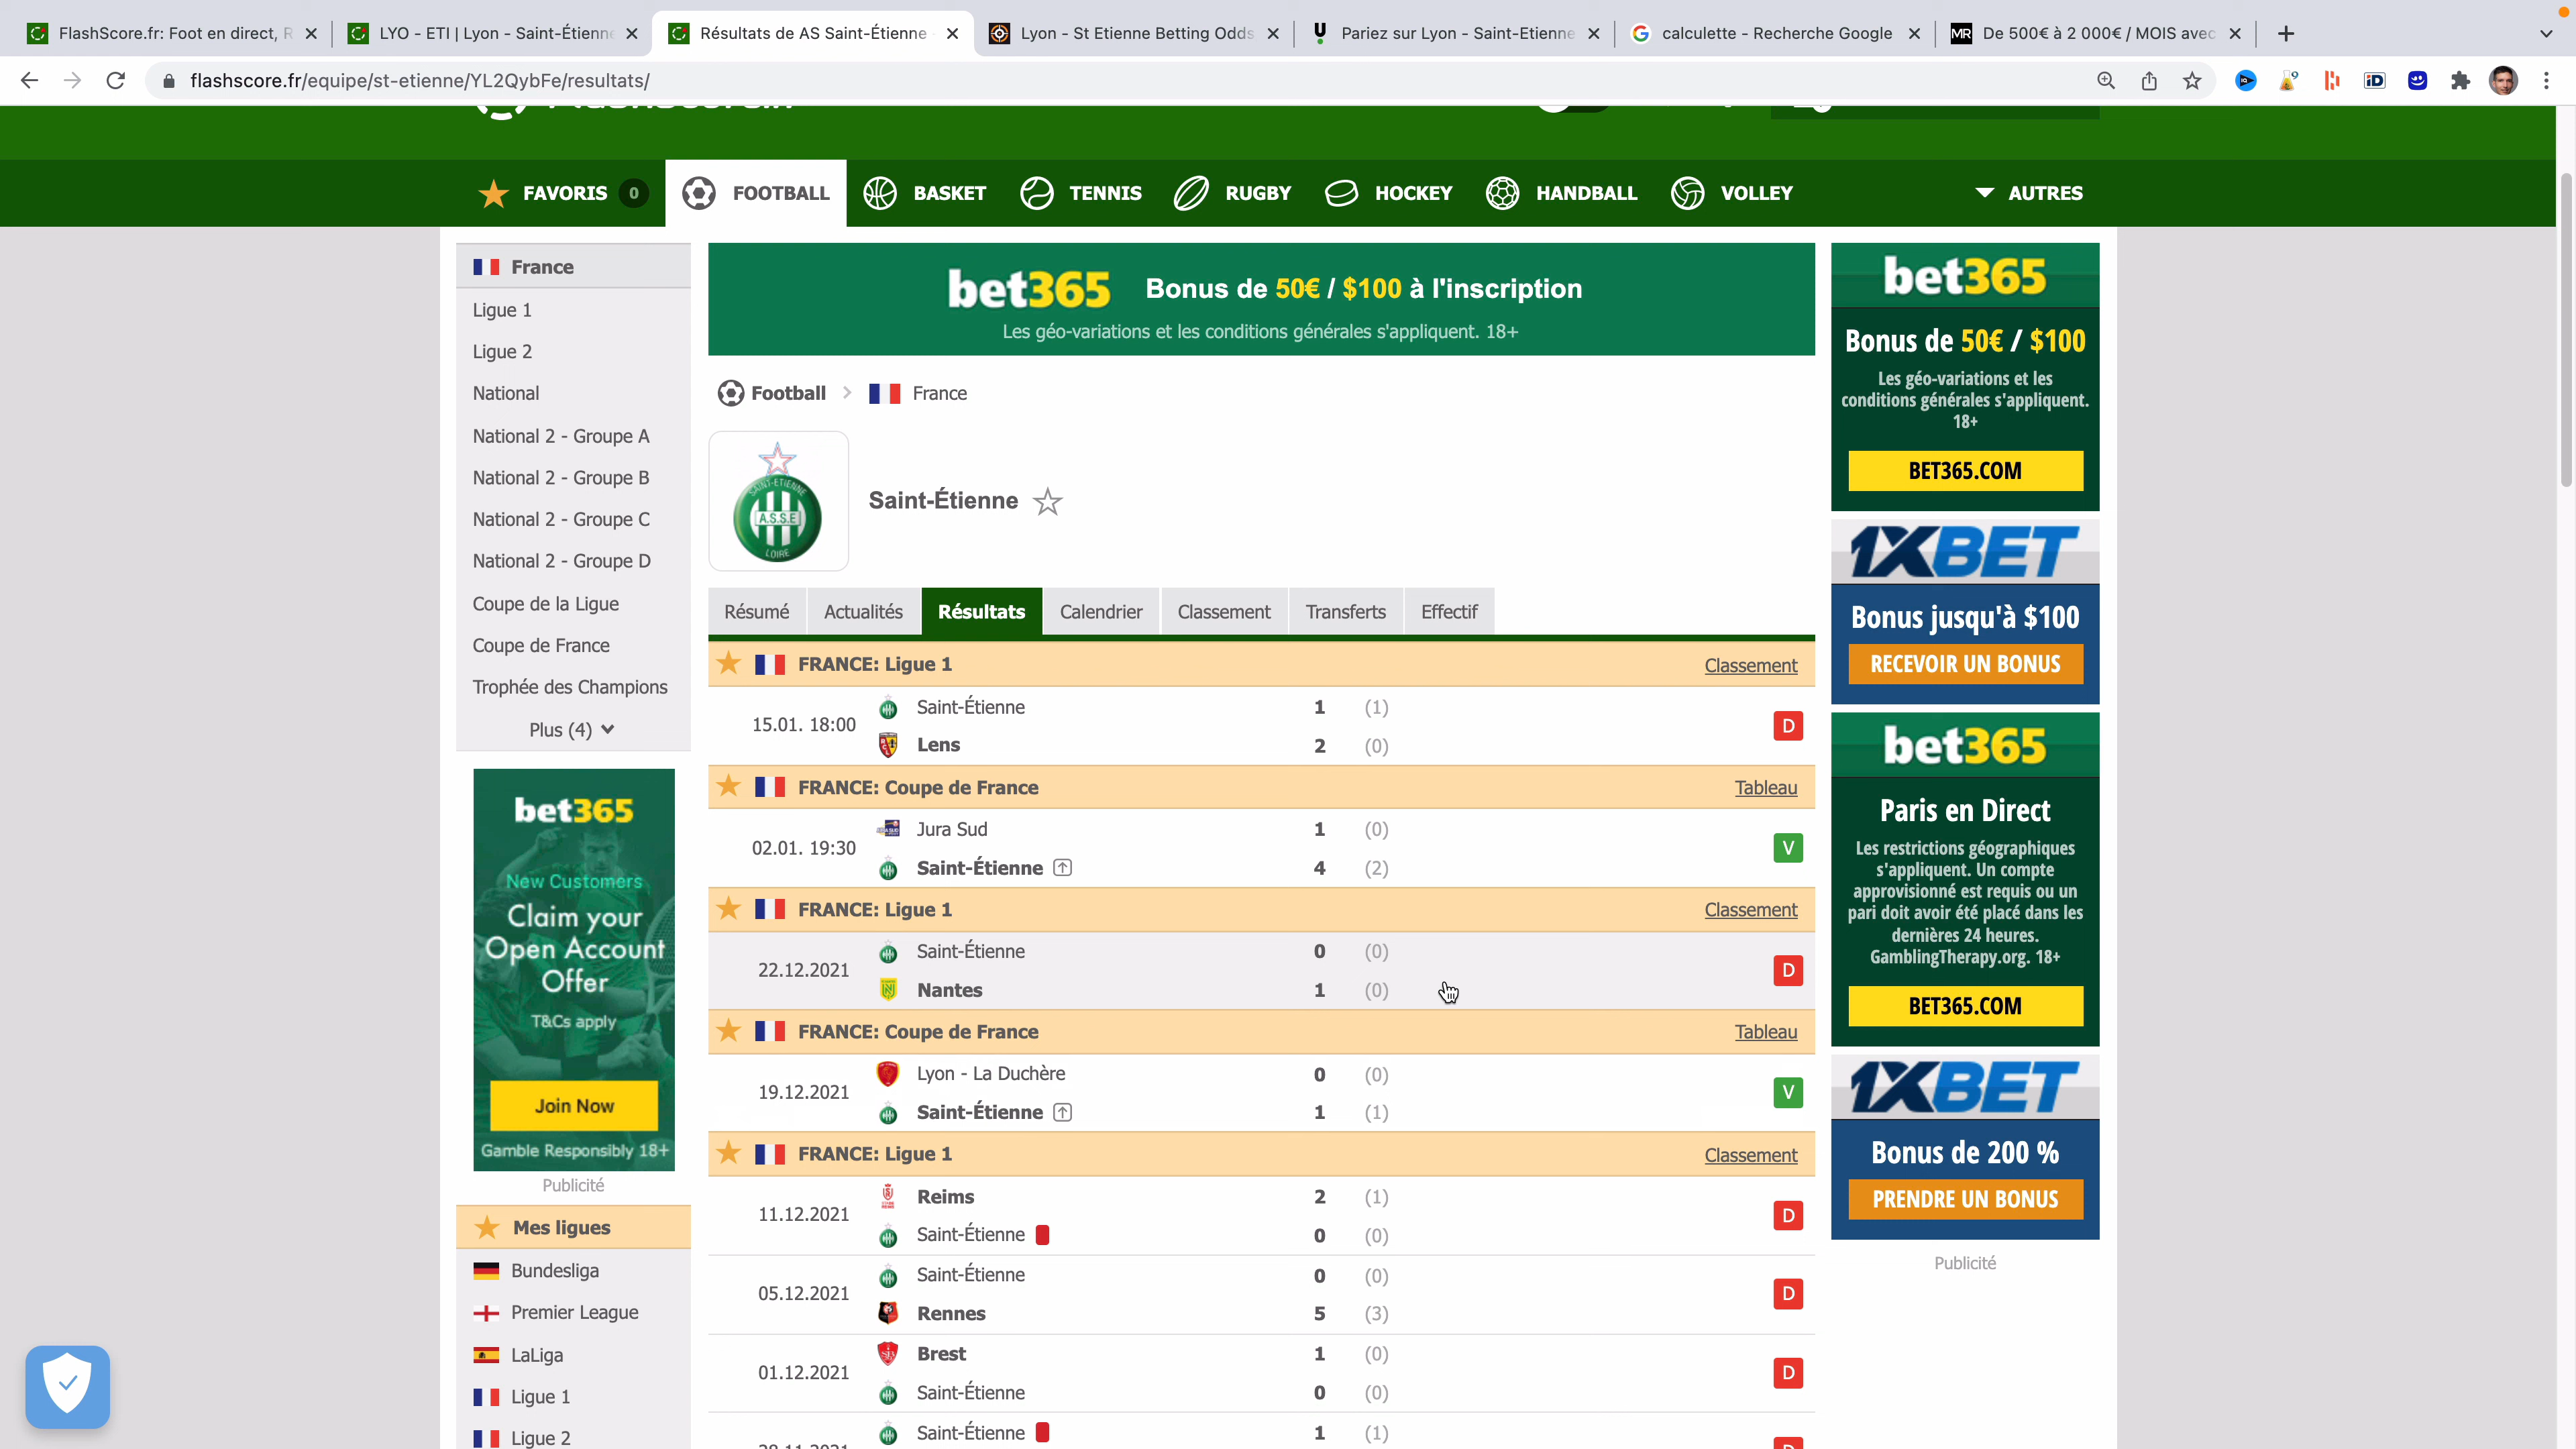 FlashScore.fr: Foot en direct, R
LYO - ETI | Lyon - Saint-Étienne
Résultats de AS Saint-Étienne -
Lyon - St Etienne Betting Odds
Pariez sur Lyon - Saint-Etienne
calculette - Recherche Google
De 500€ à 2 000€ / MOIS avec
flashscore.fr/equipe/st-etienne/YL2QybFe/resultats/
FAVORIS 0
FOOTBALL
BASKET
TENNIS
RUGBY
HOCKEY
HANDBALL
VOLLEY
AUTRES
France
Ligue 1
Ligue 2
National
National 2 - Groupe A
National 2 - Groupe B
National 2 - Groupe C
National 2 - Groupe D
Coupe de la Ligue
Coupe de France
Trophée des Champions
Plus (4)
bet365
New Customers
Claim your
Open Account
Offer
T&Cs apply
Join Now
Gamble Responsibly 18+
Publicité
Mes ligues
Bundesliga
Premier League
LaLiga
Ligue 1
Ligue 2
bet365 Bonus de 50€ / $100 à l'inscription
Les géo-variations et les conditions générales s'appliquent. 18+
Football France
SAINT-ETIENNE
A.S.S.E
LOIRE
Saint-Étienne
Résumé Actualités Résultats Calendrier Classement Transferts Effectif
FRANCE: Ligue 1 Classement
15.01. 18:00
Saint-Étienne 1 (1)
Lens 2 (0)
D
FRANCE: Coupe de France Tableau
02.01. 19:30
Jura Sud 1 (0)
Saint-Étienne 4 (2)
V
FRANCE: Ligue 1 Classement
22.12.2021
Saint-Étienne 0 (0)
Nantes 1 (0)
D
FRANCE: Coupe de France Tableau
19.12.2021
Lyon - La Duchère 0 (0)
Saint-Étienne 1 (1)
V
FRANCE: Ligue 1 Classement
11.12.2021
Reims 2 (1)
Saint-Étienne 0 (0)
D
05.12.2021
Saint-Étienne 0 (0)
Rennes 5 (3)
D
01.12.2021
Brest 1 (0)
Saint-Étienne 0 (0)
D
28.11.2021
Saint-Étienne 1 (1)
D
bet365
Bonus de 50€ / $100
Les géo-variations et les
conditions générales s'appliquent.
18+
BET365.COM
1XBET
Bonus jusqu'à $100
RECEVOIR UN BONUS
bet365
Paris en Direct
Les restrictions géographiques
s'appliquent. Un compte
approvisionné est requis ou un
pari doit avoir été placé dans les
dernières 24 heures.
GamblingTherapy.org. 18+
BET365.COM
1XBET
Bonus de 200 %
PRENDRE UN BONUS
Publicité